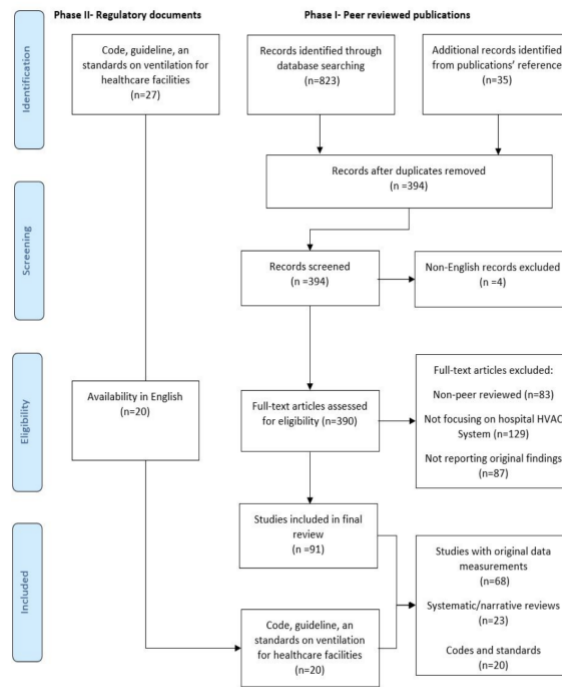 Phase II- Regulatory documents
Phase I- Peer reviewed publications
Identification
Code, guideline, an
standards on ventilation for
healthcare facilities
(n=27)
Records identified through
database searching
(n=823)
Additional records identified
from publications’ reference
(n=35)
Records after duplicates removed
(n =394)
Screening
Records screened
(n =394)
Non-English records excluded
(n =4)
Eligibility
Availability in English
(n=20)
Full-text articles assessed
for eligibility (n=390)
Full-text articles excluded:
Non-peer reviewed (n=83)
Not focusing on hospital HVAC
System (n=129)
Not reporting original findings
(n=87)
Included
Studies included in final
review
(n =91)
Code, guideline, an
standards on ventilation
for healthcare facilities
(n=20)
Studies with original data
measurements
(n=68)
Systematic/narrative reviews
(n=23)
Codes and standards
(n=20)